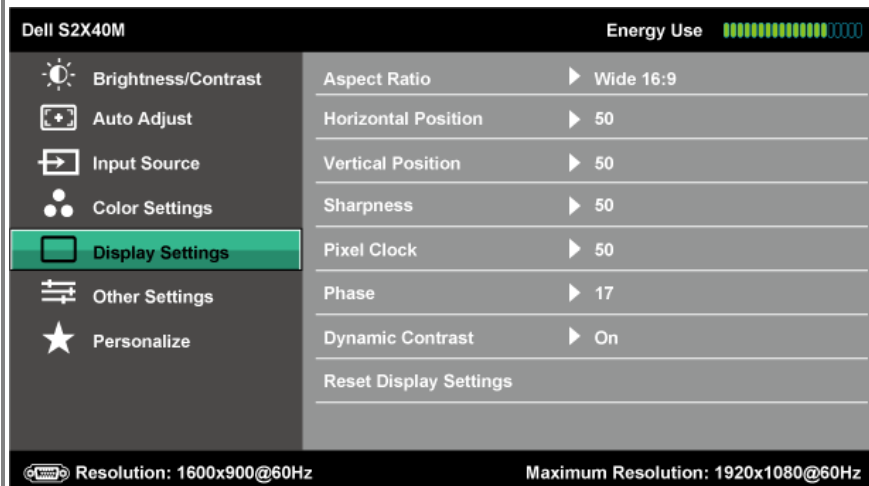 Dell S2X40M Energy Use
Brightness/Contrast Aspect Ratio Wide 16:9
Auto Adjust Horizontal Position 50
Input Source Vertical Position 50
Color Settings Sharpness 50
Display Settings Pixel Clock 50
Other Settings Phase 17
Personalize Dynamic Contrast On
Reset Display Settings
Resolution: 1600x900@60Hz Maximum Resolution: 1920x1080@60Hz